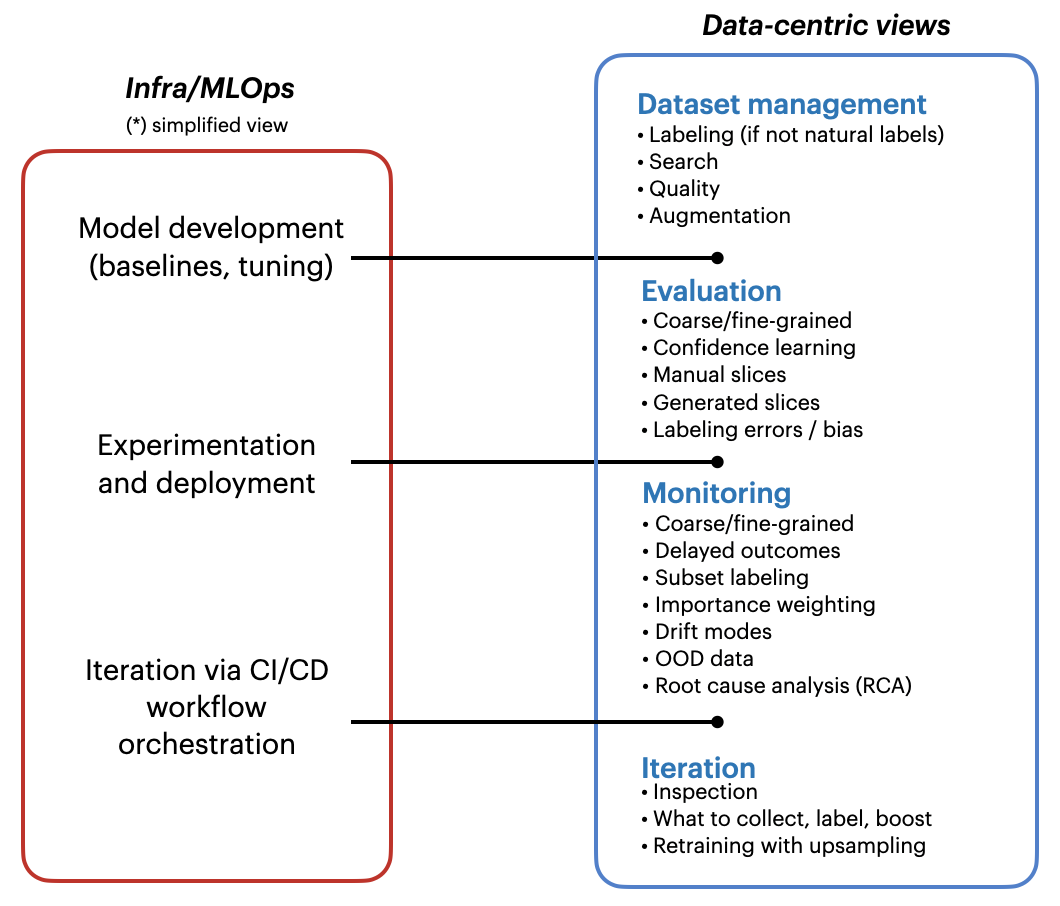 Infra/MLOps
(*) simplified view
Model development
(baselines, tuning)
Experimentation
and deployment
Iteration via CI/CD
workflow
orchestration
Data-centric views
Dataset management
• Labeling (if not natural labels)
• Search
• Quality
• Augmentation
Evaluation
• Coarse/fine-grained
• Confidence learning
• Manual slices
• Generated slices
• Labeling errors / bias
Monitoring
• Coarse/fine-grained
• Delayed outcomes
• Subset labeling
• Importance weighting
• Drift modes
• OOD data
• Root cause analysis (RCA)
Iteration
• Inspection
• What to collect, label, boost
• Retraining with upsampling